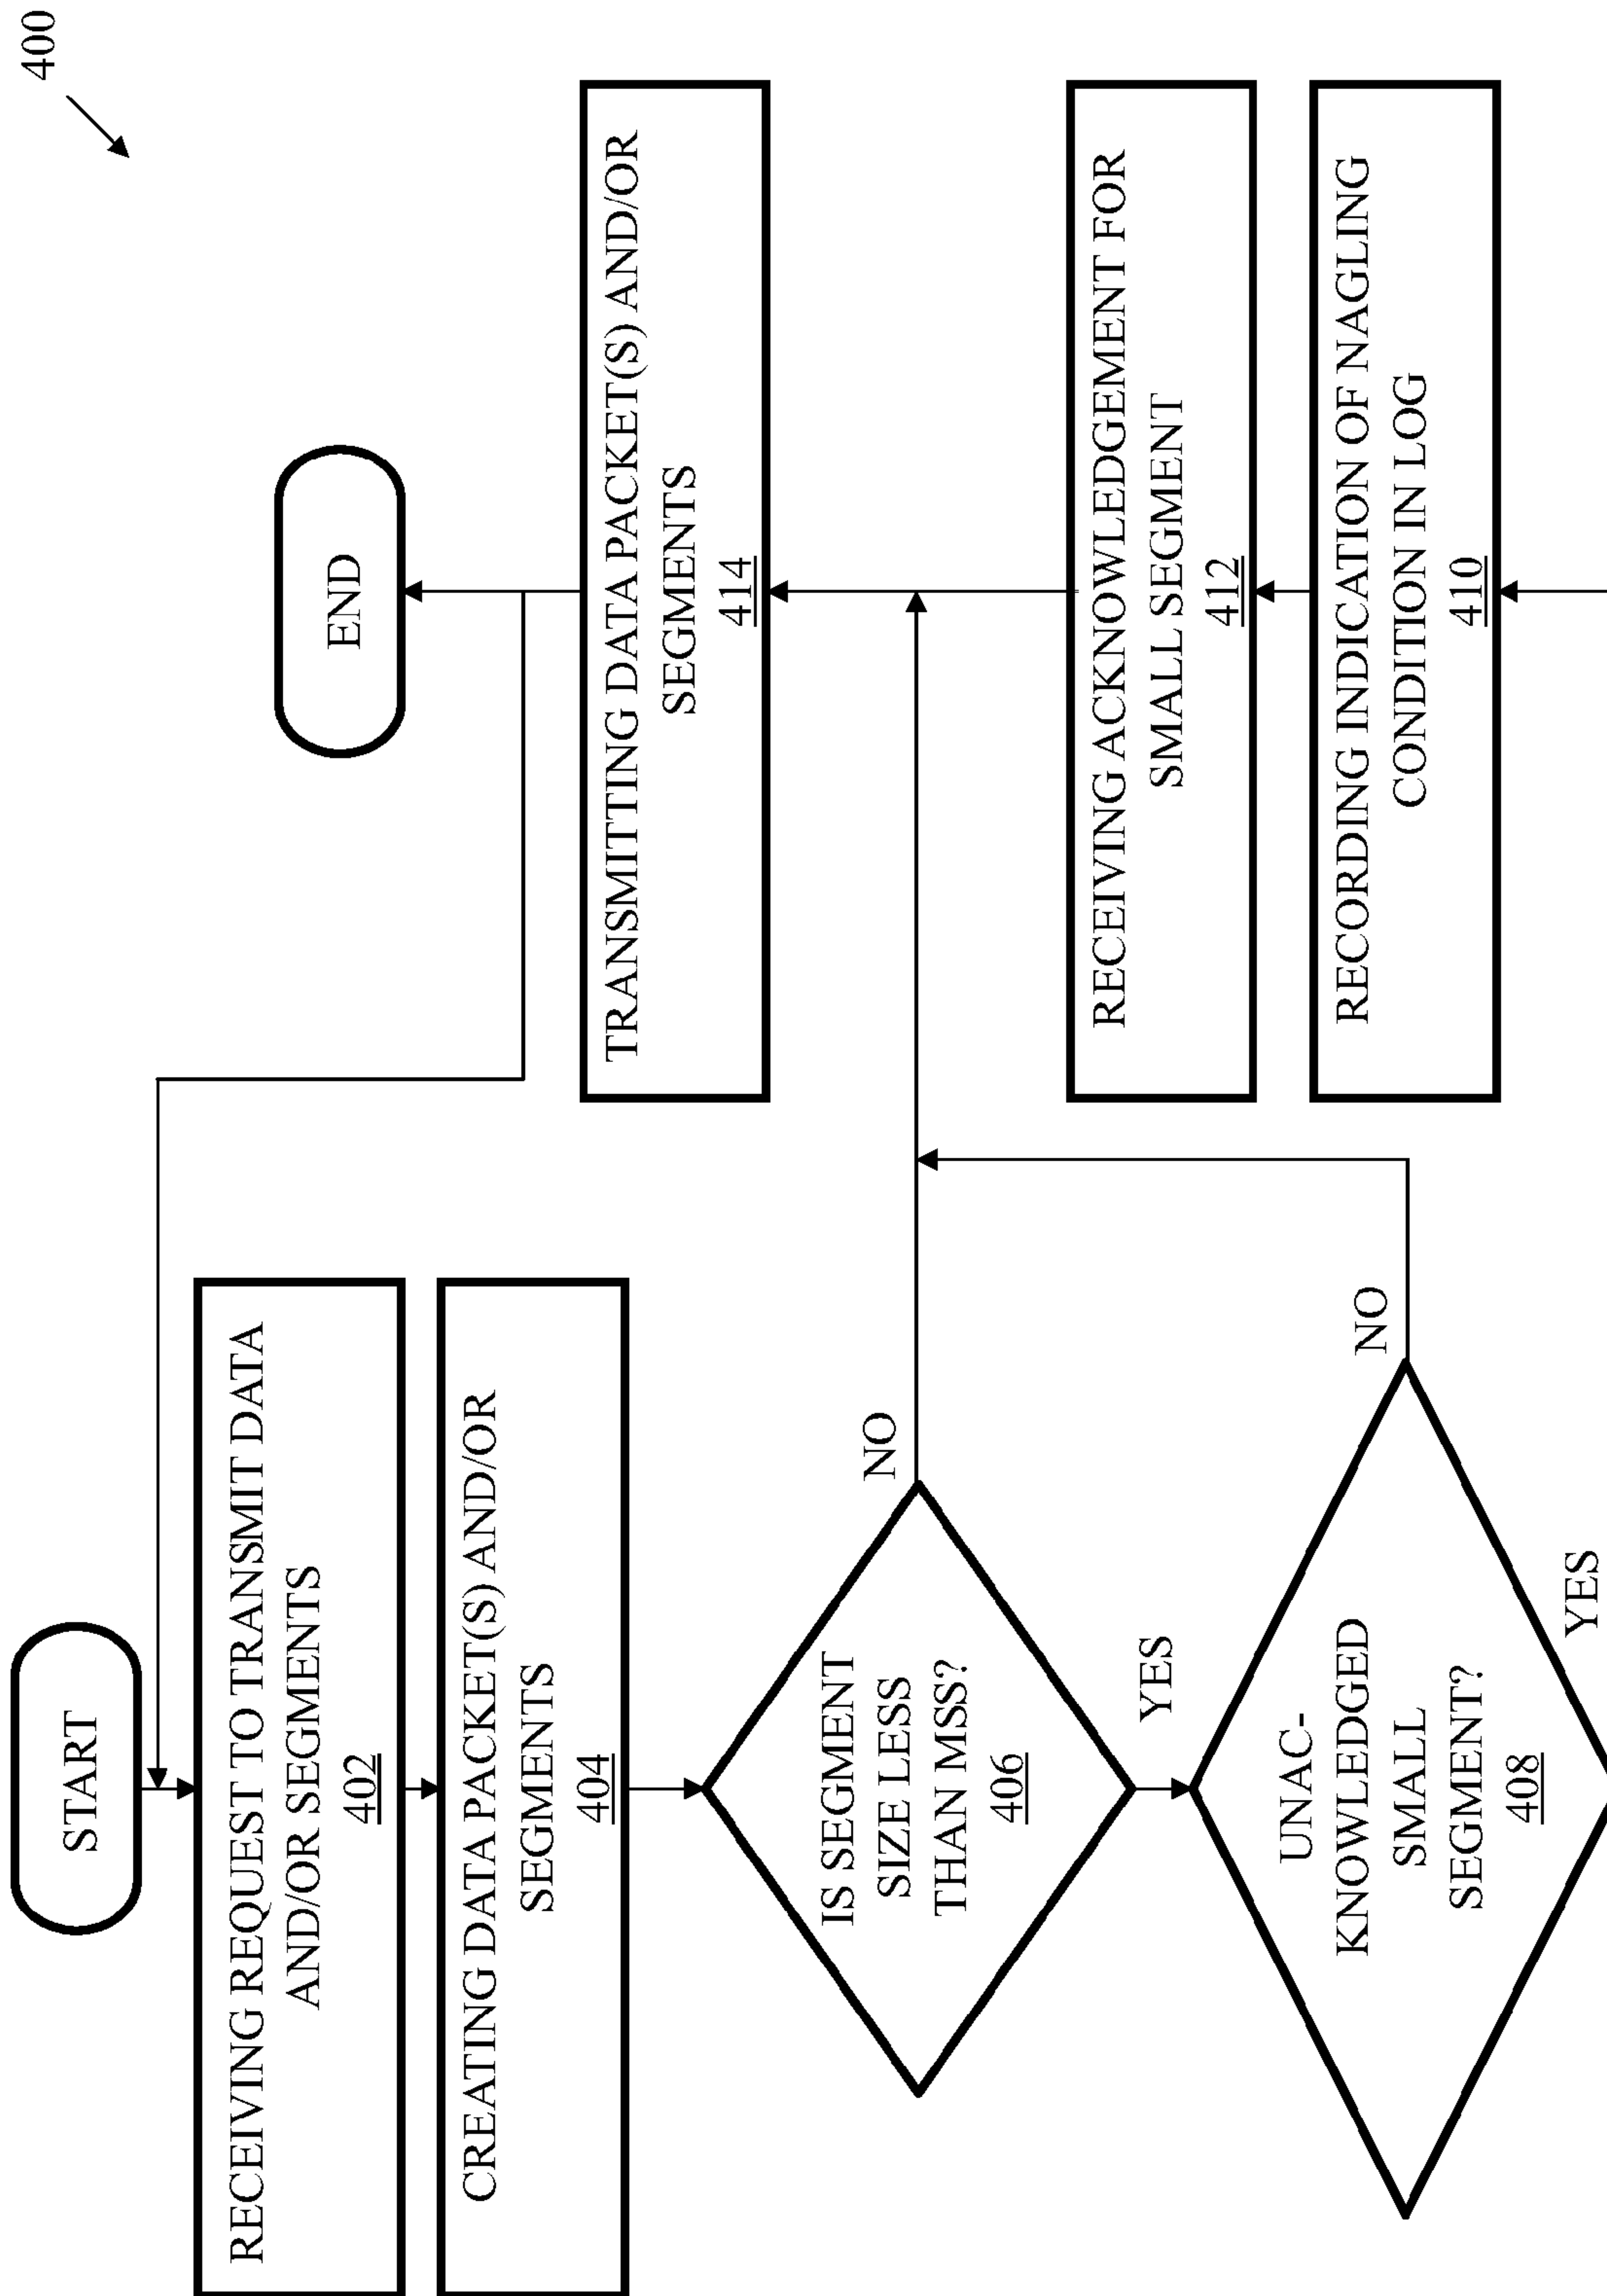 400
START
RECEIVING REQUEST TO TRANSMIT DATA
AND/OR SEGMENTS
402
CREATING DATA PACKET(S) AND/OR
SEGMENTS
404
IS SEGMENT
SIZE LESS
THAN MSS?
406
NO
YES
UNAC-
KNOWLEDGED
SMALL
SEGMENT?
408
NO
YES
RECORDING INDICATION OF NAGLING
CONDITION IN LOG
410
RECEIVING ACKNOWLEDGEMENT FOR
SMALL SEGMENT
412
TRANSMITTING DATA PACKET(S) AND/OR
SEGMENTS
414
END